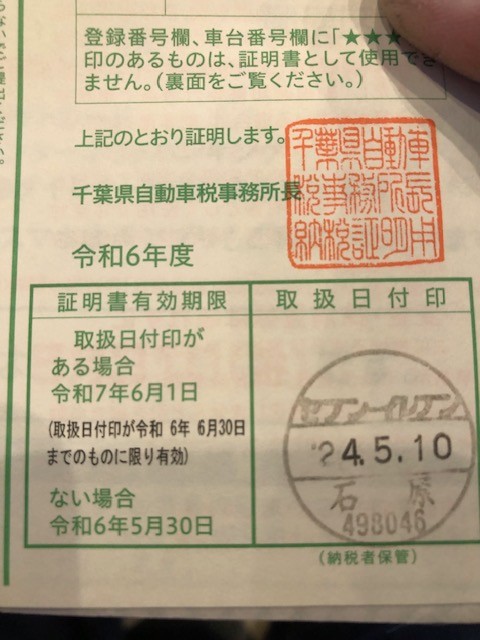 登録番号欄、車台番号欄に「★★★
印のあるものは、証明書として使用でき
ません。(裏面をご覧ください。)
上記のとおり証明します。
千葉県自動車税事務所長
千葉県自動車
税事務所長
納税証明用
令和6年度
証明書有効期限
取扱日付印
取扱日付印が
ある場合
令和7年6月1日
(取扱日付印が令和 6年 6月30日
までのものに限り有効)
ない場合
令和6年5月30日
セブン-イレブン
'24.5.10
石原
498046
(納税者保管)